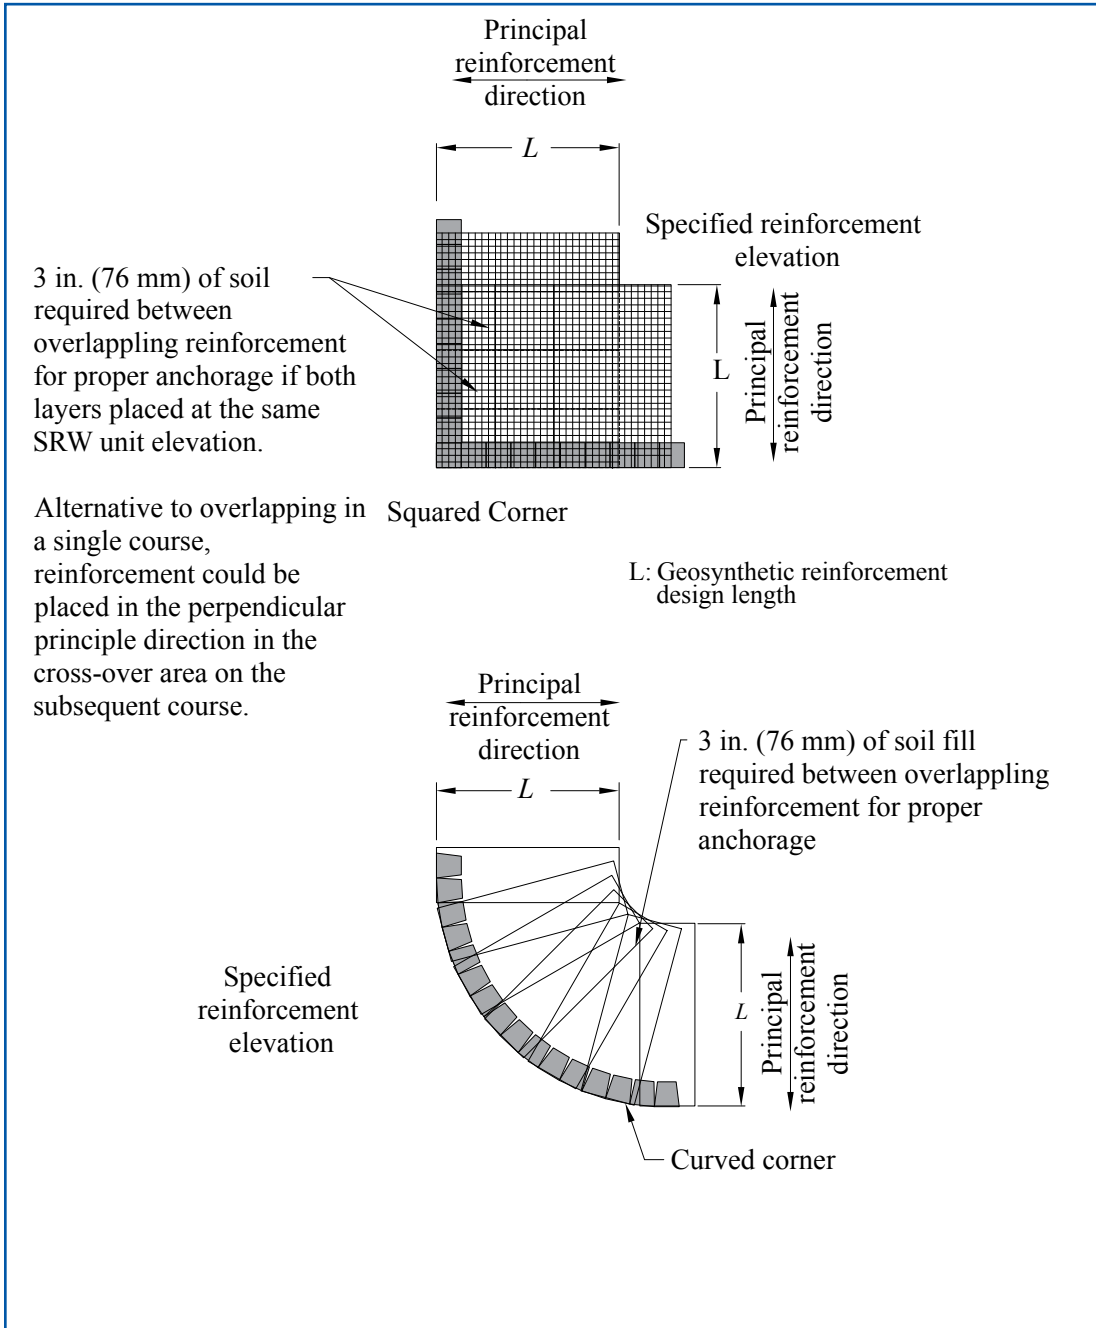 Principal
reinforcement
direction
L
Specified reinforcement
elevation
3 in. (76 mm) of soil
required between
overlappling reinforcement
for proper anchorage if both
layers placed at the same
SRW unit elevation.
L
Principal
reinforcement
direction
Alternative to overlapping in
a single course,
reinforcement could be
placed in the perpendicular
principle direction in the
cross-over area on the
subsequent course.
Squared Corner
L: Geosynthetic reinforcement
design length
Principal
reinforcement
direction
L
3 in. (76 mm) of soil fill
required between overlappling
reinforcement for proper
anchorage
Specified
reinforcement
elevation
L
Principal
reinforcement
direction
Curved corner